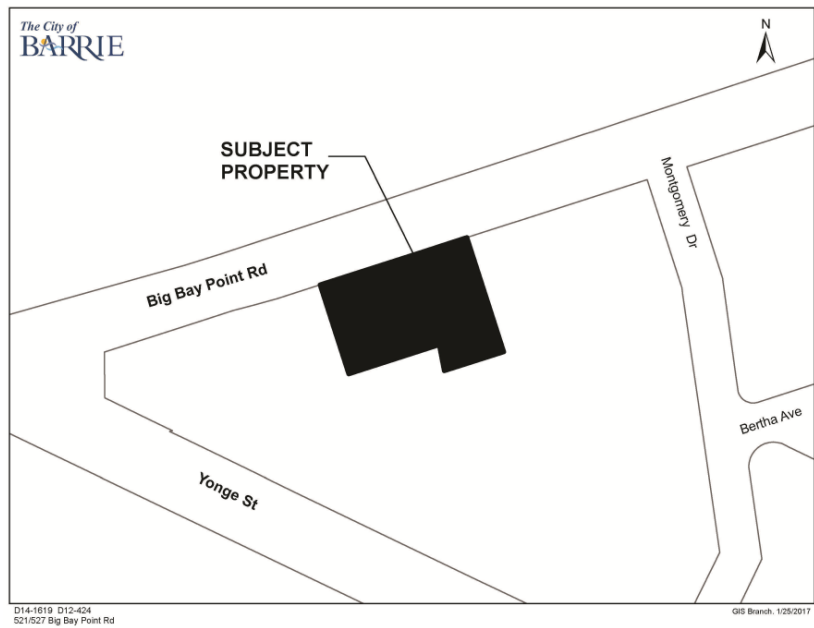 The City of
BARRIE
N
SUBJECT
PROPERTY
Montgomery Dr
Big Bay Point Rd
Bertha Ave
Yonge St
D14-1619 D12-424
521/527 Big Bay Point Rd
GIS Branch. 1/25/2017